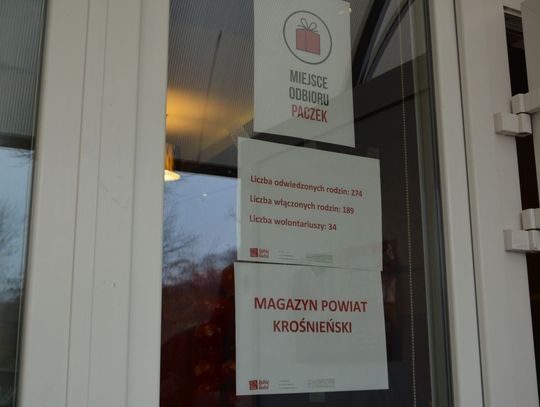 MIEJSCE
ODBIORU
PACZEK
Liczba odwiedzonych rodzin: 274
Liczba włączonych rodzin: 189
Liczba wolontariuszy: 34
MAGAZYN POWIAT
KROŚNIEŃSKI